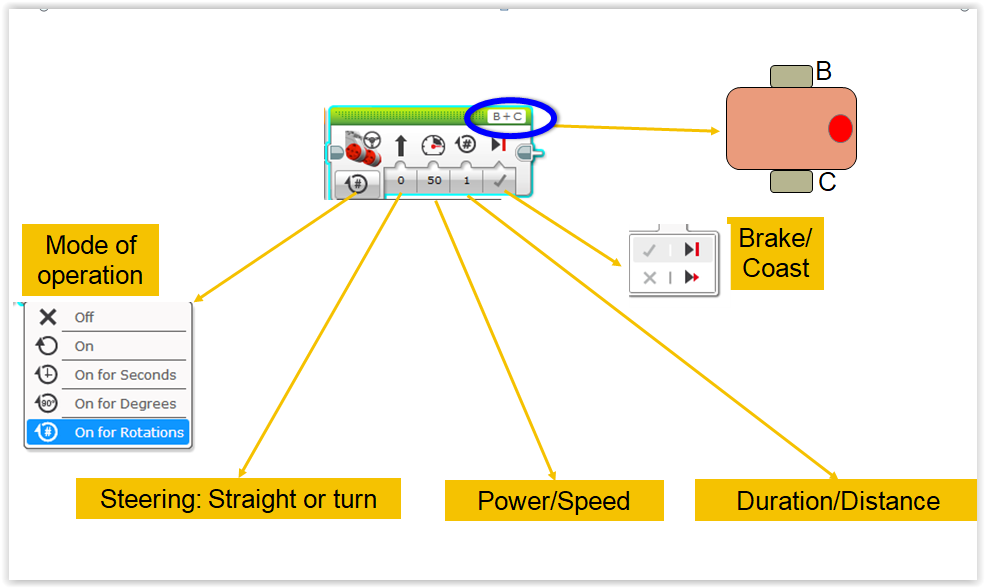 B
B + C
C
0 50 # 1
Mode of
operation
Brake/
Coast
Off
On
On for Seconds
90° On for Degrees
# On for Rotations
Steering: Straight or turn
Power/Speed
Duration/Distance